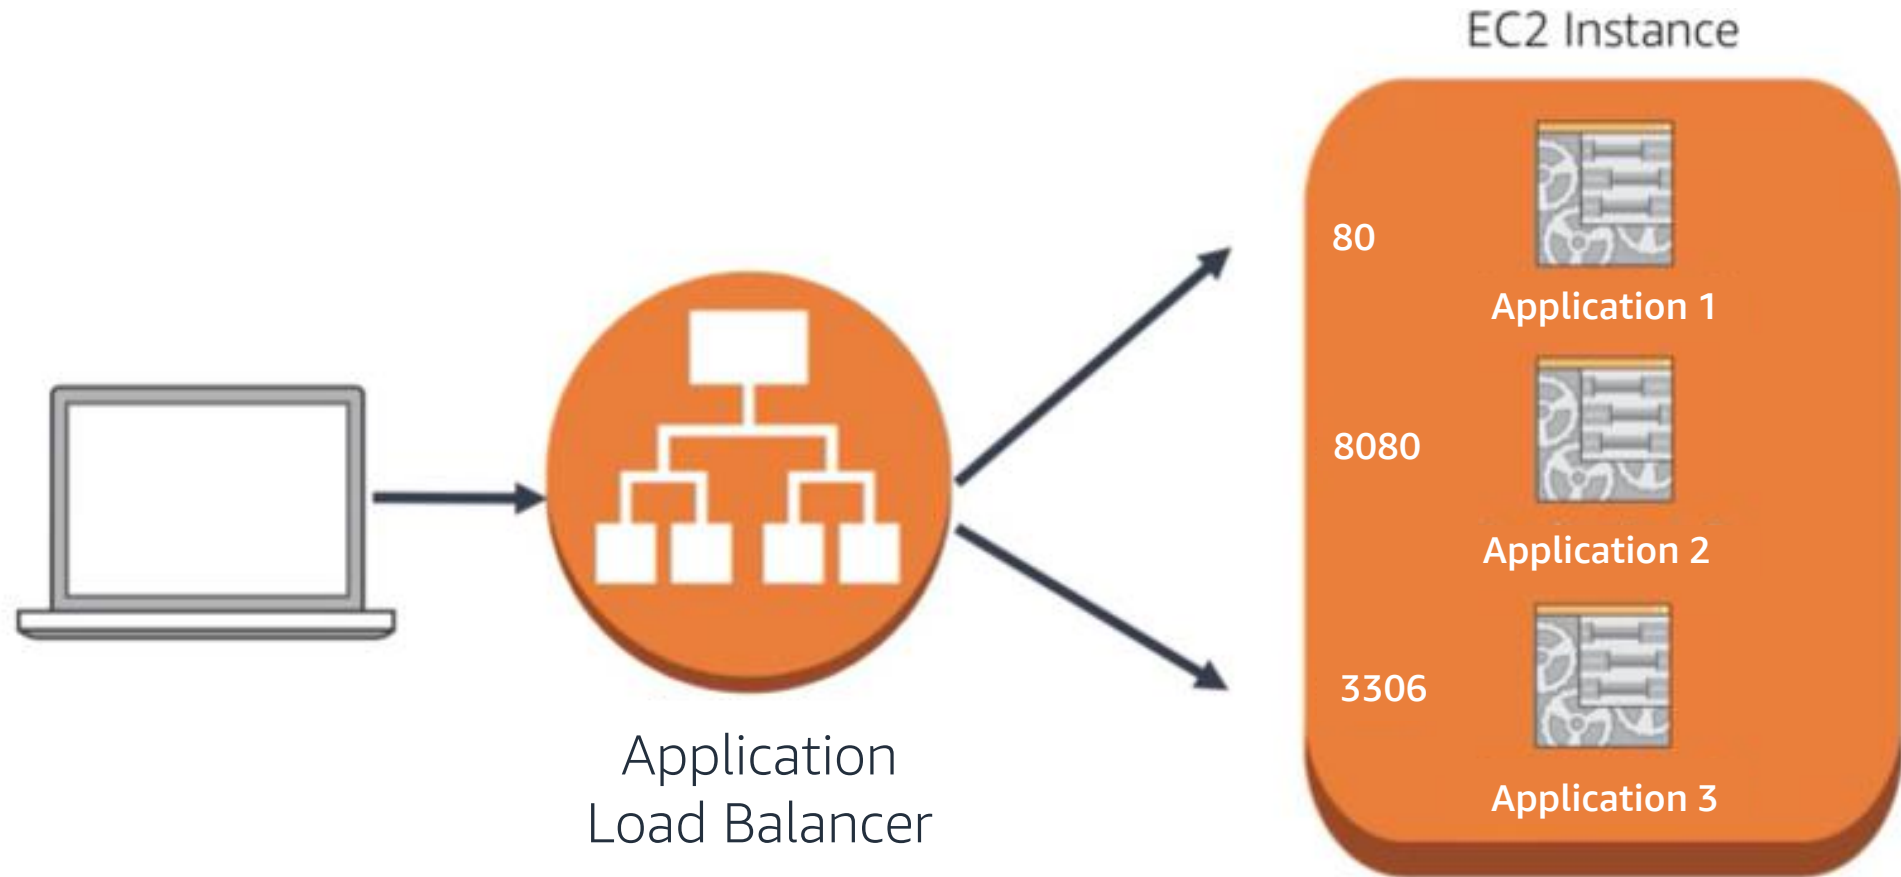 EC2 Instance
80
Application 1
8080
Application 2
3306
Application 3
Application
Load Balancer